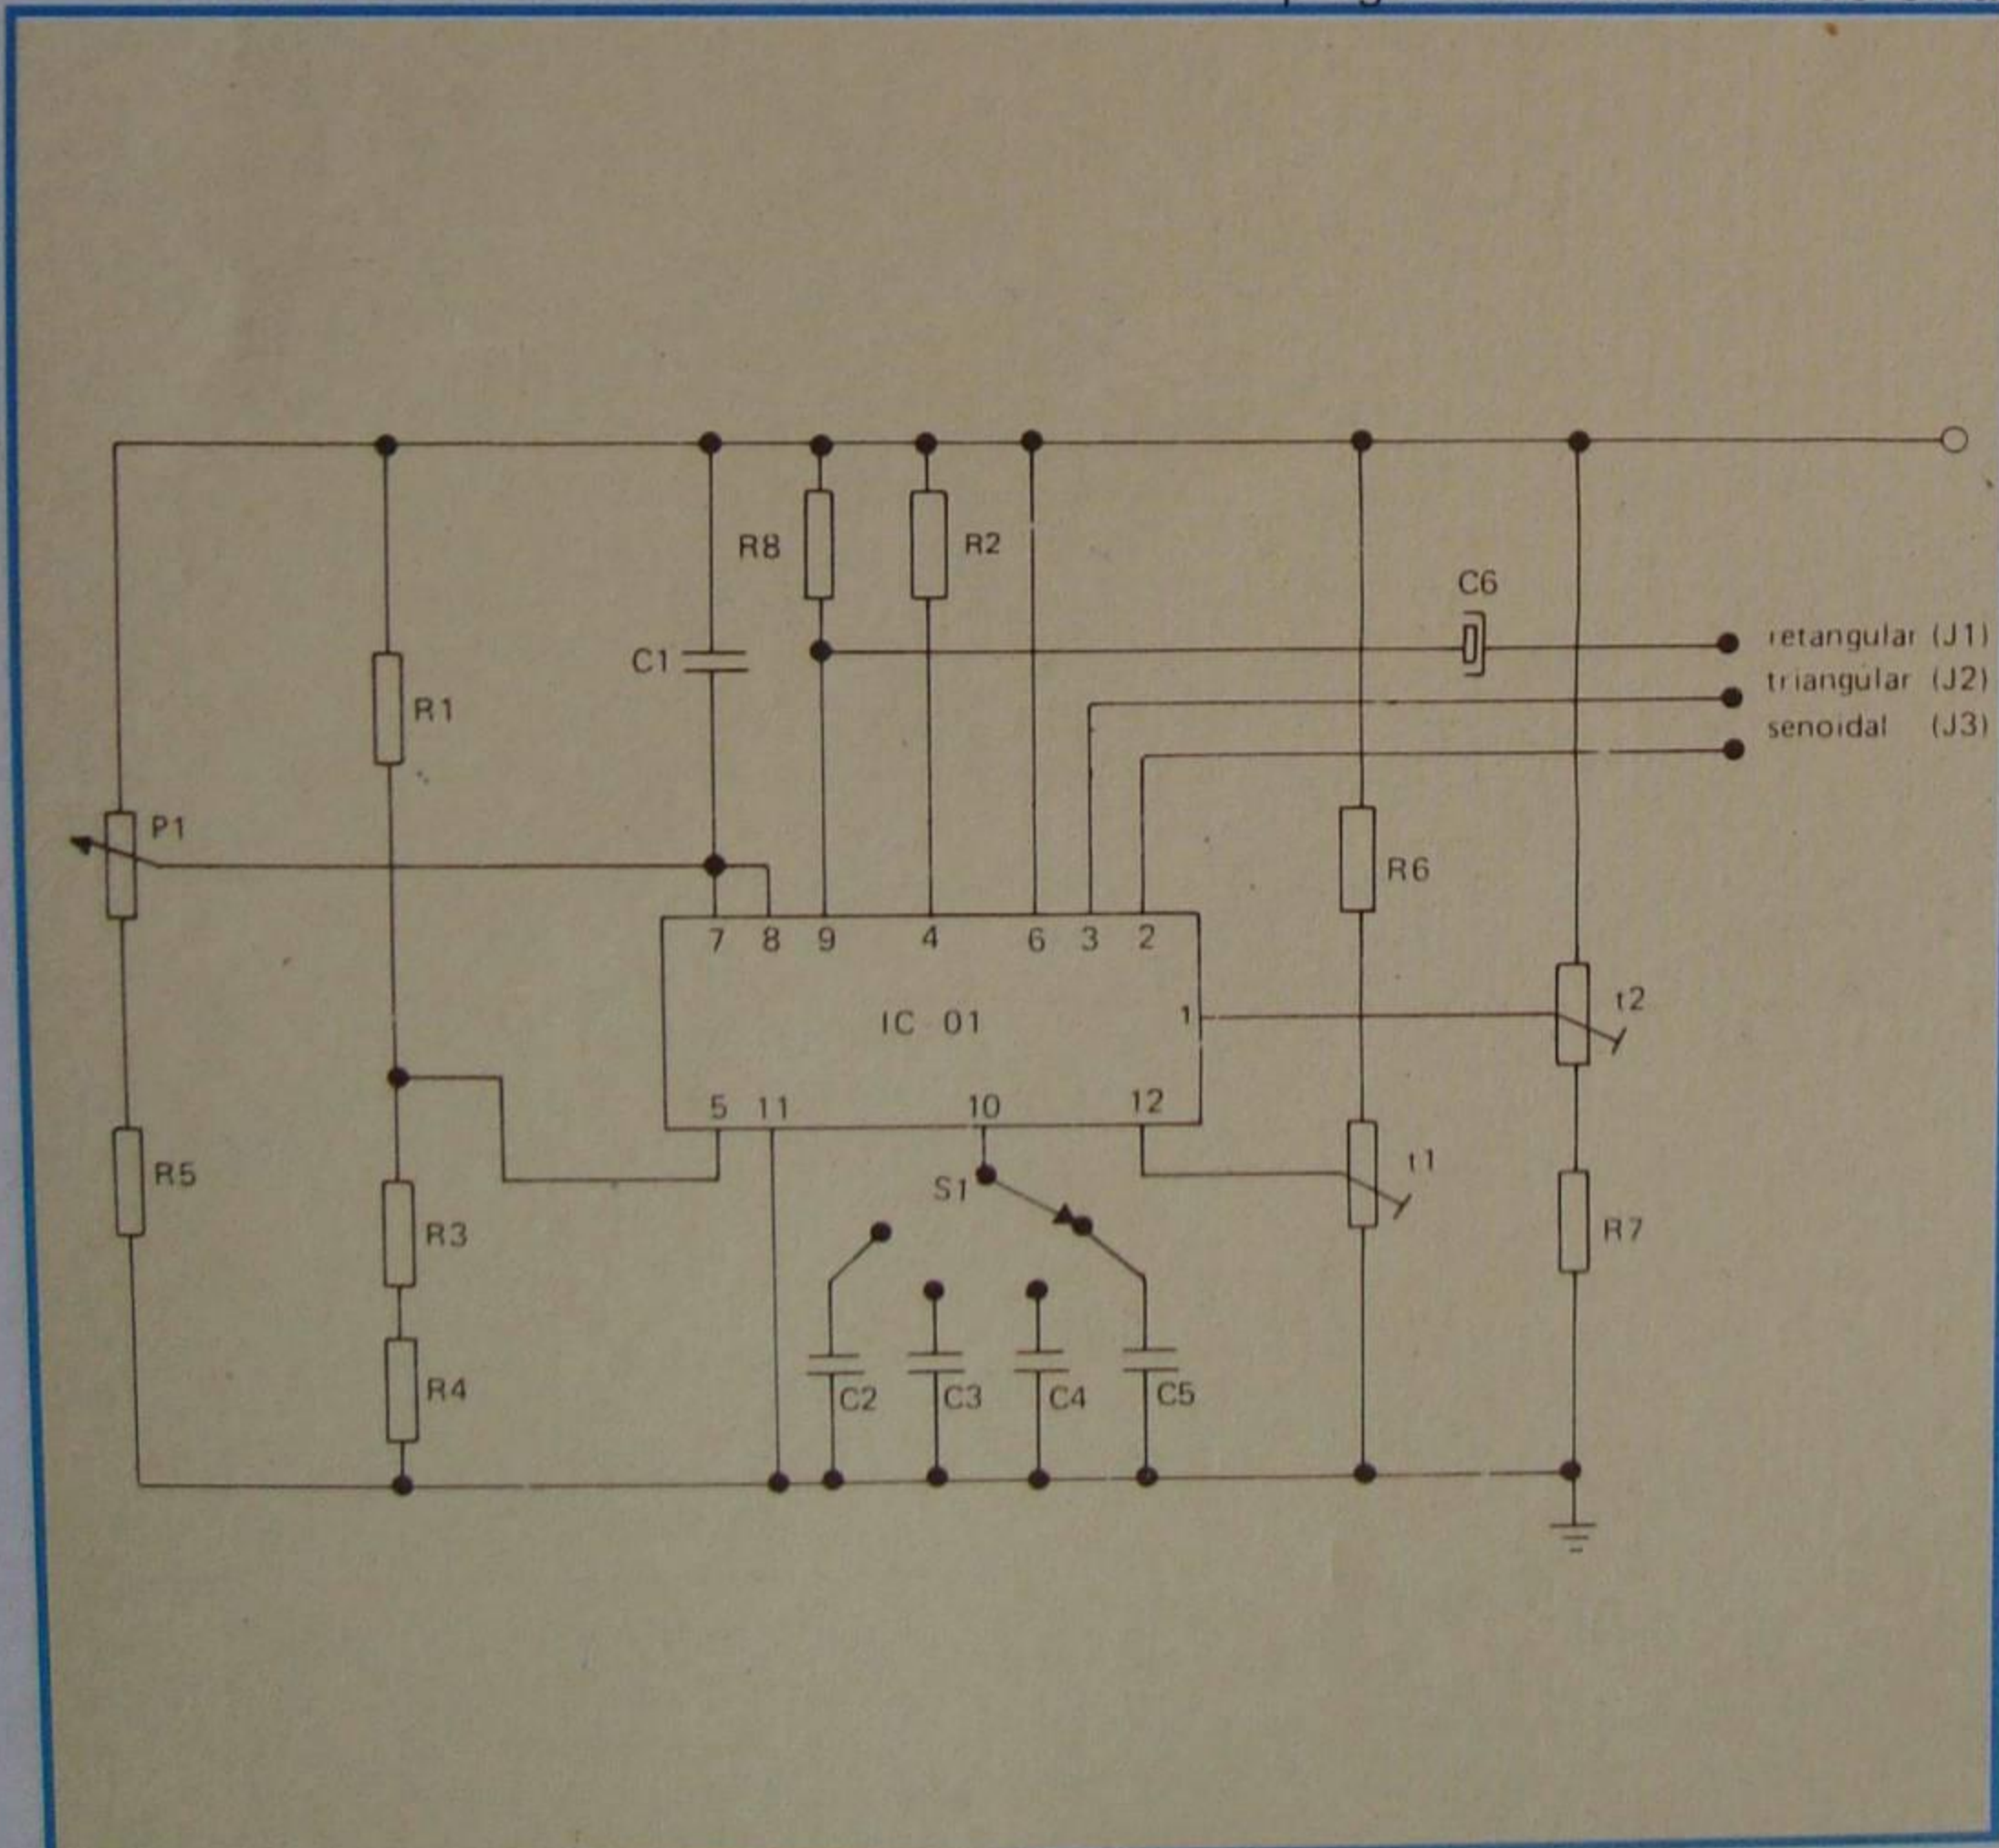 R8
R2
C6
retangular (J1)
C1
triangular (J2)
R1
senoidal (J3)
P1
R6
7 8 9 4 6 3 2
t2
IC 01
1
5 11 10 12
R5
S1
t1
R3
R7
R4
C2 C3 C4 C5